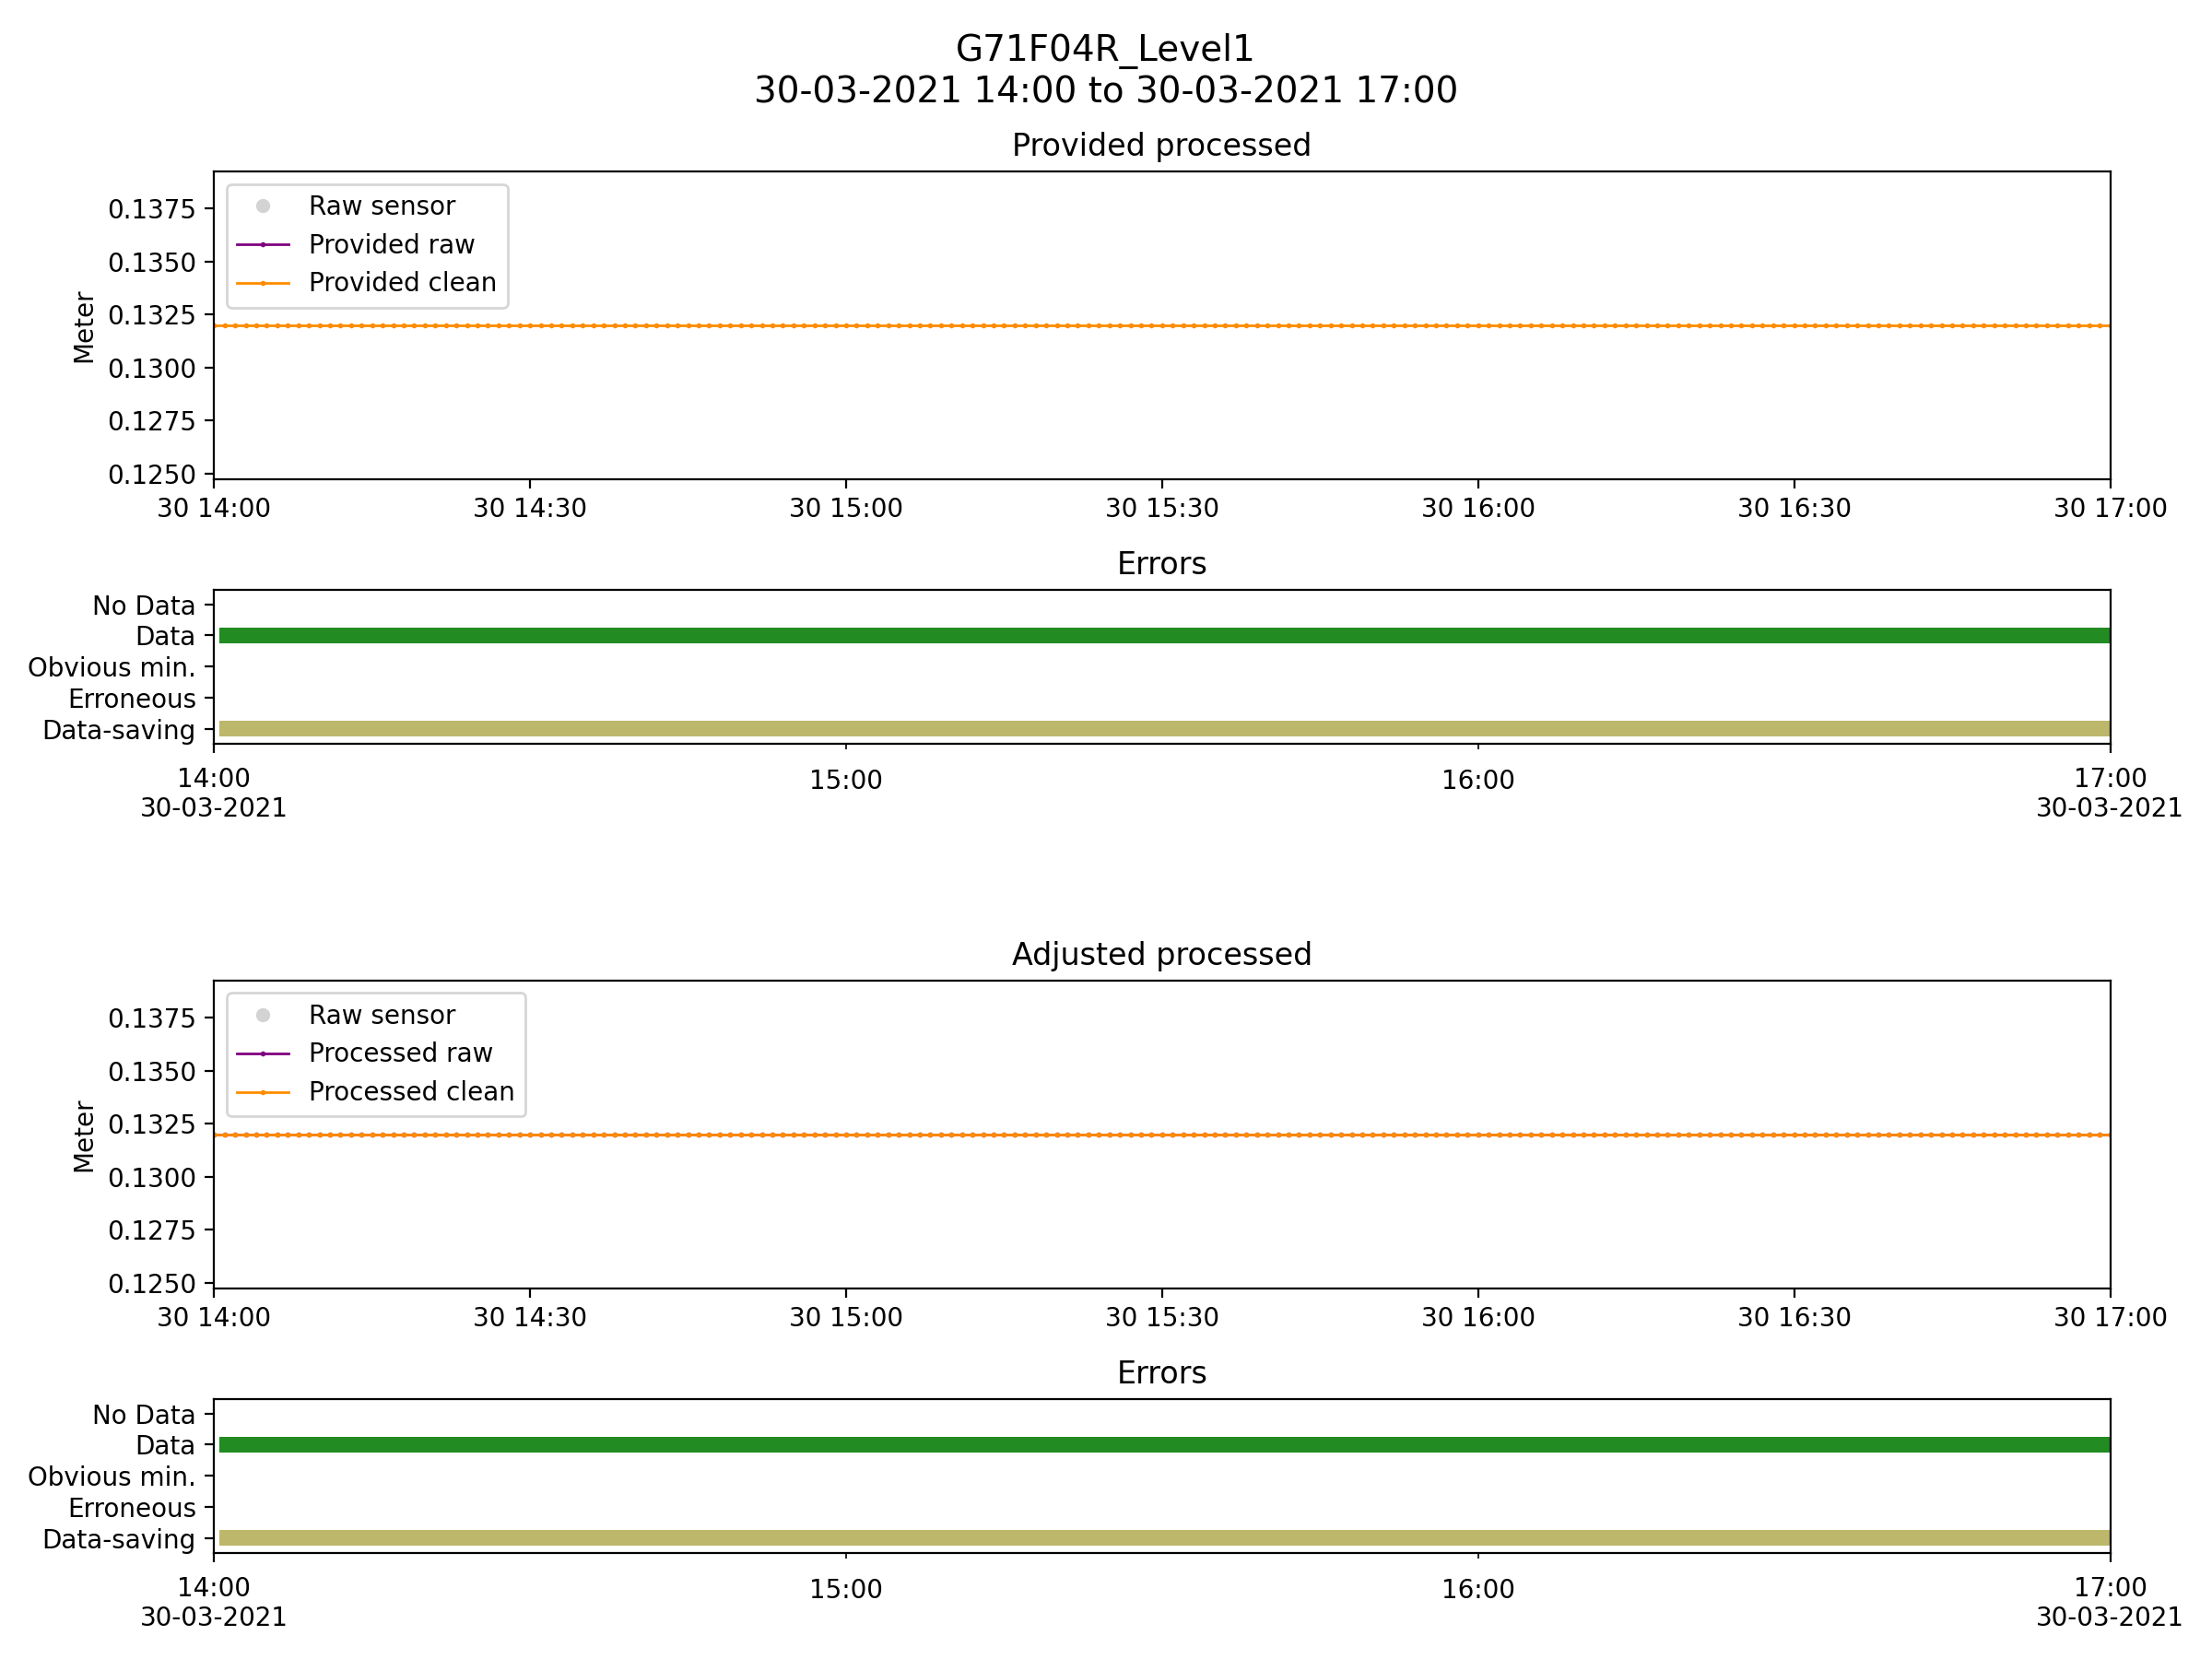 G71F04R_Level1
30-03-2021 14:00 to 30-03-2021 17:00
Provided processed
Raw sensor
Provided raw
Provided clean
Meter
0.1375
0.1350
0.1325
0.1300
0.1275
0.1250
30 14:00 30 14:30 30 15:00 30 15:30 30 16:00 30 16:30 30 17:00
Errors
No Data
Data
Obvious min.
Erroneous
Data-saving
14:00 15:00 16:00 17:00
30-03-2021 30-03-2021
Adjusted processed
Raw sensor
Processed raw
Processed clean
Meter
0.1375
0.1350
0.1325
0.1300
0.1275
0.1250
30 14:00 30 14:30 30 15:00 30 15:30 30 16:00 30 16:30 30 17:00
Errors
No Data
Data
Obvious min.
Erroneous
Data-saving
14:00 15:00 16:00 17:00
30-03-2021 30-03-2021